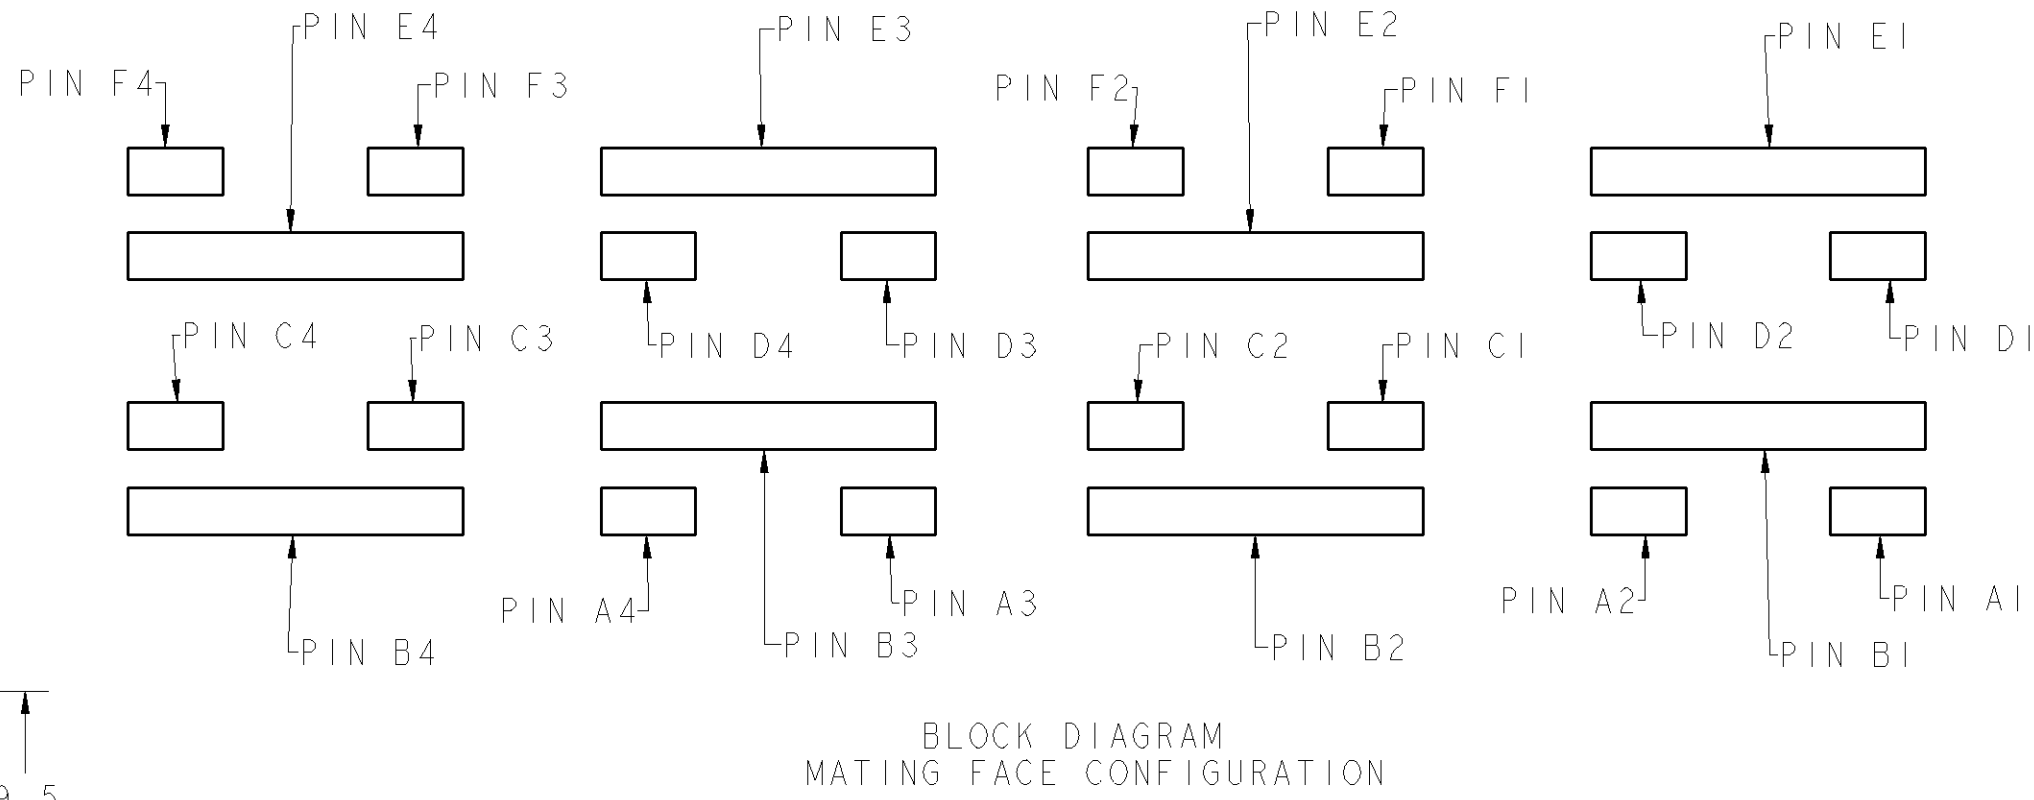 PIN E4
PIN E3
PIN E2
PIN E1
PIN F4
PIN F3
PIN F2
PIN F1
PIN C4
PIN C3
PIN D4
PIN D3
PIN C2
PIN C1
PIN D2
PIN D1
PIN A4
PIN A3
PIN A2
PIN A1
PIN B4
PIN B3
PIN B2
PIN B1
BLOCK DIAGRAM
MATING FACE CONFIGURATION